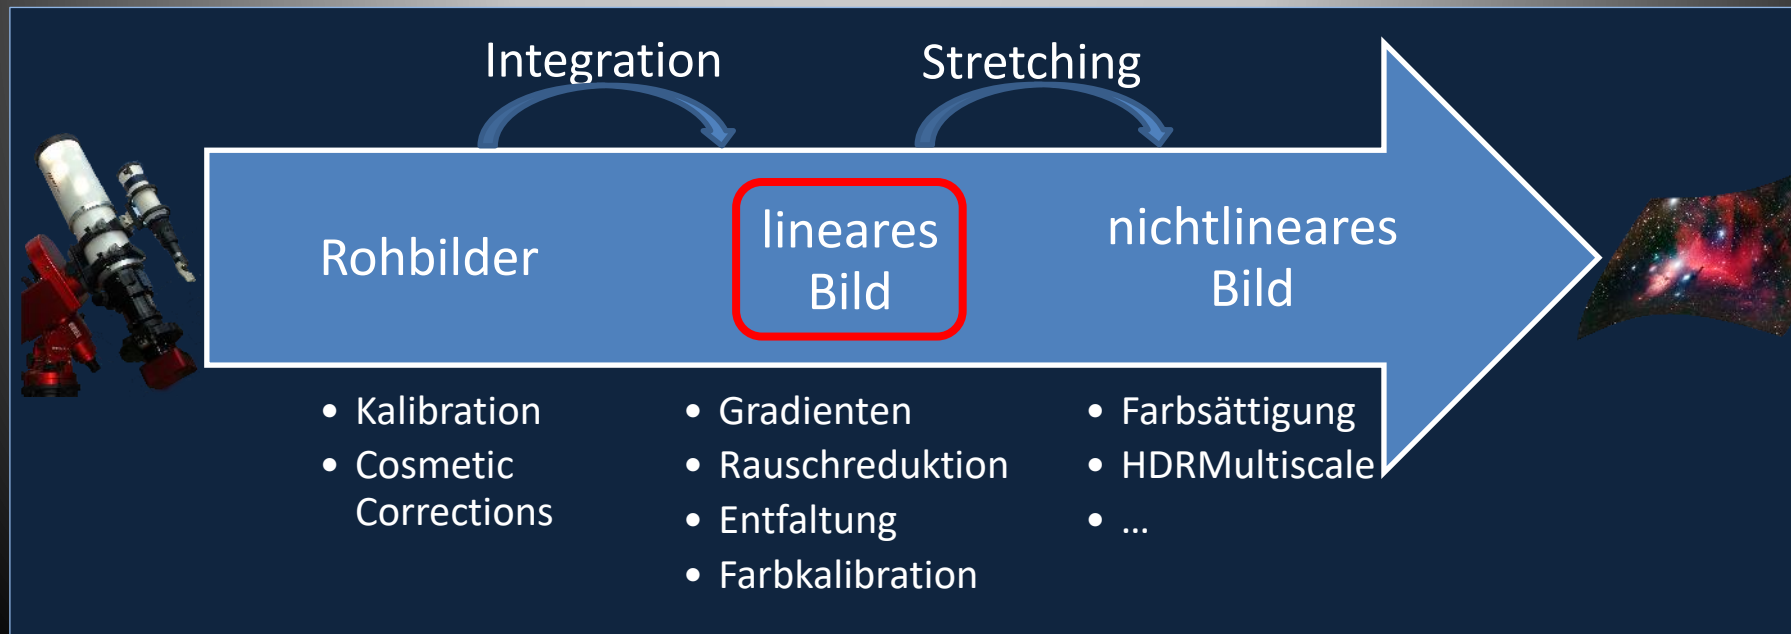 Integration
Stretching
Rohbilder
lineares
Bild
nichtlineares
Bild
• Kalibration
• Cosmetic
Corrections
• Gradienten
• Rauschreduktion
• Entfaltung
• Farbkalibration
• Farbsättigung
• HDRMultiscale
• ...